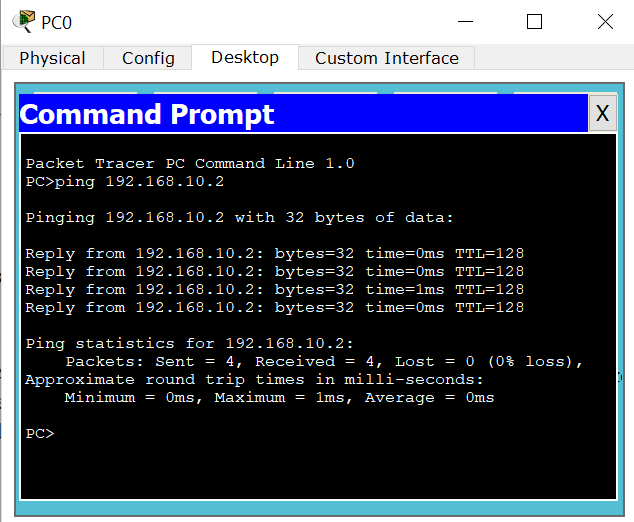 PC0
Physical Config Desktop Custom Interface
Command Prompt
X
Packet Tracer PC Command Line 1.0
PC>ping 192.168.10.2
Pinging 192.168.10.2 with 32 bytes of data:
Reply from 192.168.10.2: bytes=32 time=0ms TTL=128
Reply from 192.168.10.2: bytes=32 time=0ms TTL=128
Reply from 192.168.10.2: bytes=32 time=1ms TTL=128
Reply from 192.168.10.2: bytes=32 time=0ms TTL=128
Ping statistics for 192.168.10.2:
Packets: Sent = 4, Received = 4, Lost = 0 (0% loss),
Approximate round trip times in milli-seconds:
Minimum = 0ms, Maximum = 1ms, Average = 0ms
PC>